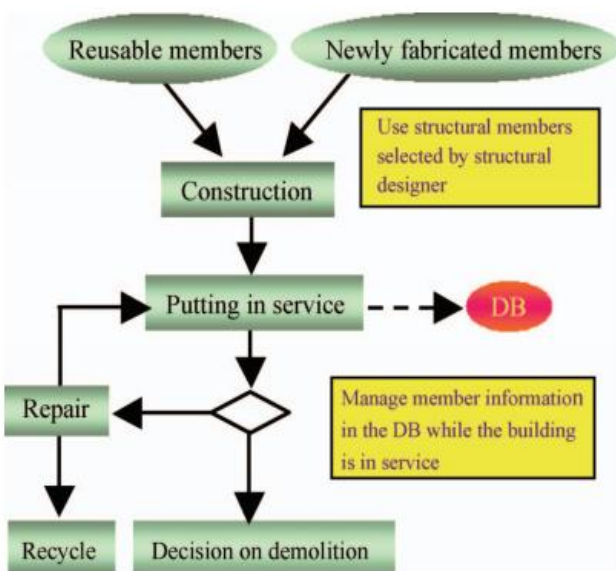 Reusable members
Newly fabricated members
Use structural members
selected by structural
designer
Construction
Putting in service
DB
Repair
Manage member information
in the DB while the building
is in service
Recycle
Decision on demolition